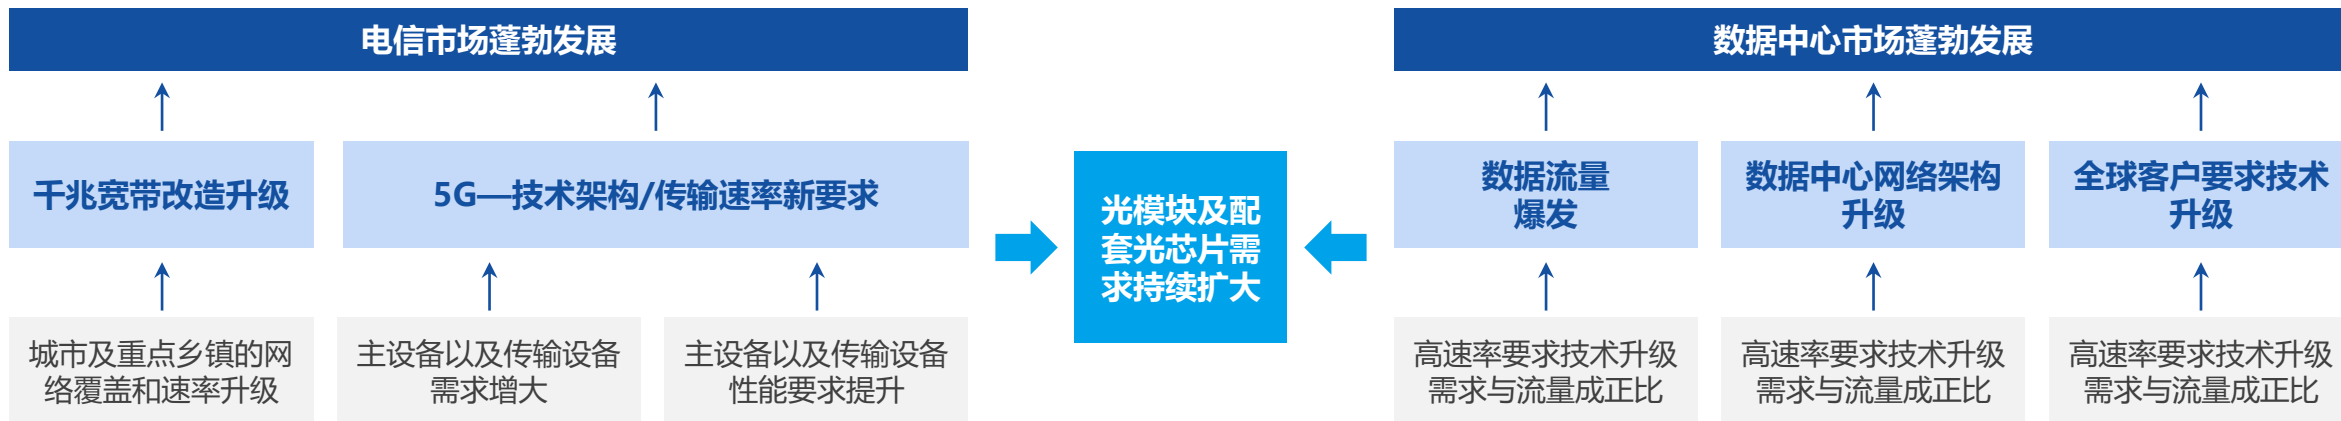 电信市场蓬勃发展
千兆宽带改造升级
5G—技术架构/传输速率新要求
城市及重点乡镇的网
络覆盖和速率升级
主设备以及传输设备
需求增大
主设备以及传输设备
性能要求提升
光模块及配
套光芯片需
求持续扩大
数据中心市场蓬勃发展
数据流量
爆发
数据中心网络架构
升级
全球客户要求技术
升级
高速率要求技术升级
需求与流量成正比
高速率要求技术升级
需求与流量成正比
高速率要求技术升级
需求与流量成正比